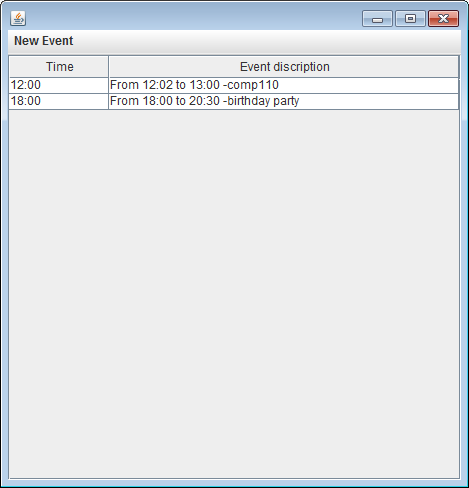 New Event
Time Event discription
12:00 From 12:02 to 13:00 -comp110
18:00 From 18:00 to 20:30 -birthday party